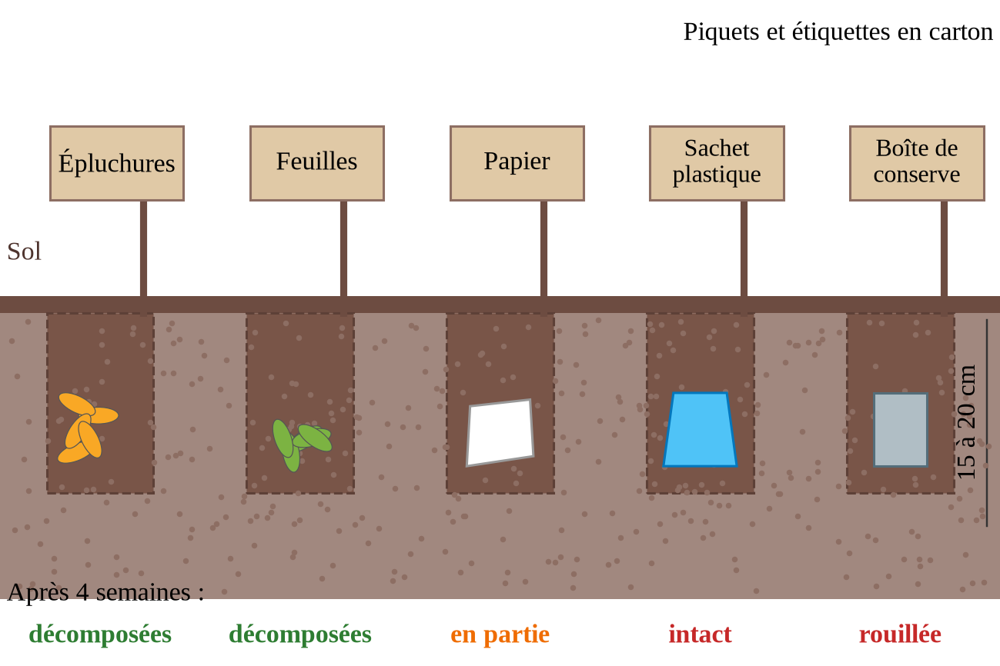 Piquets et étiquettes en carton
Épluchures
Feuilles
Papier
Sachet
plastique
Boîte de
conserve
Sol
15 à 20 cm
Après 4 semaines :
décomposées
décomposées
en partie
intact
rouillée